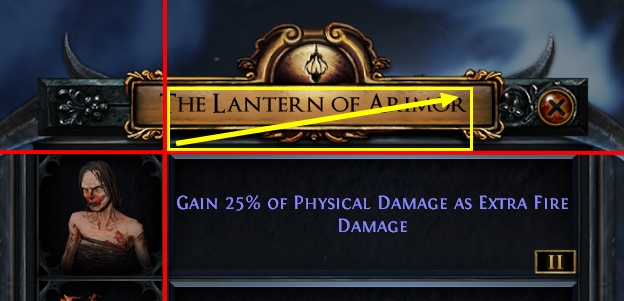 The Lantern of Arimor
Gain 25% of Physical Damage as Extra Fire
Damage
II